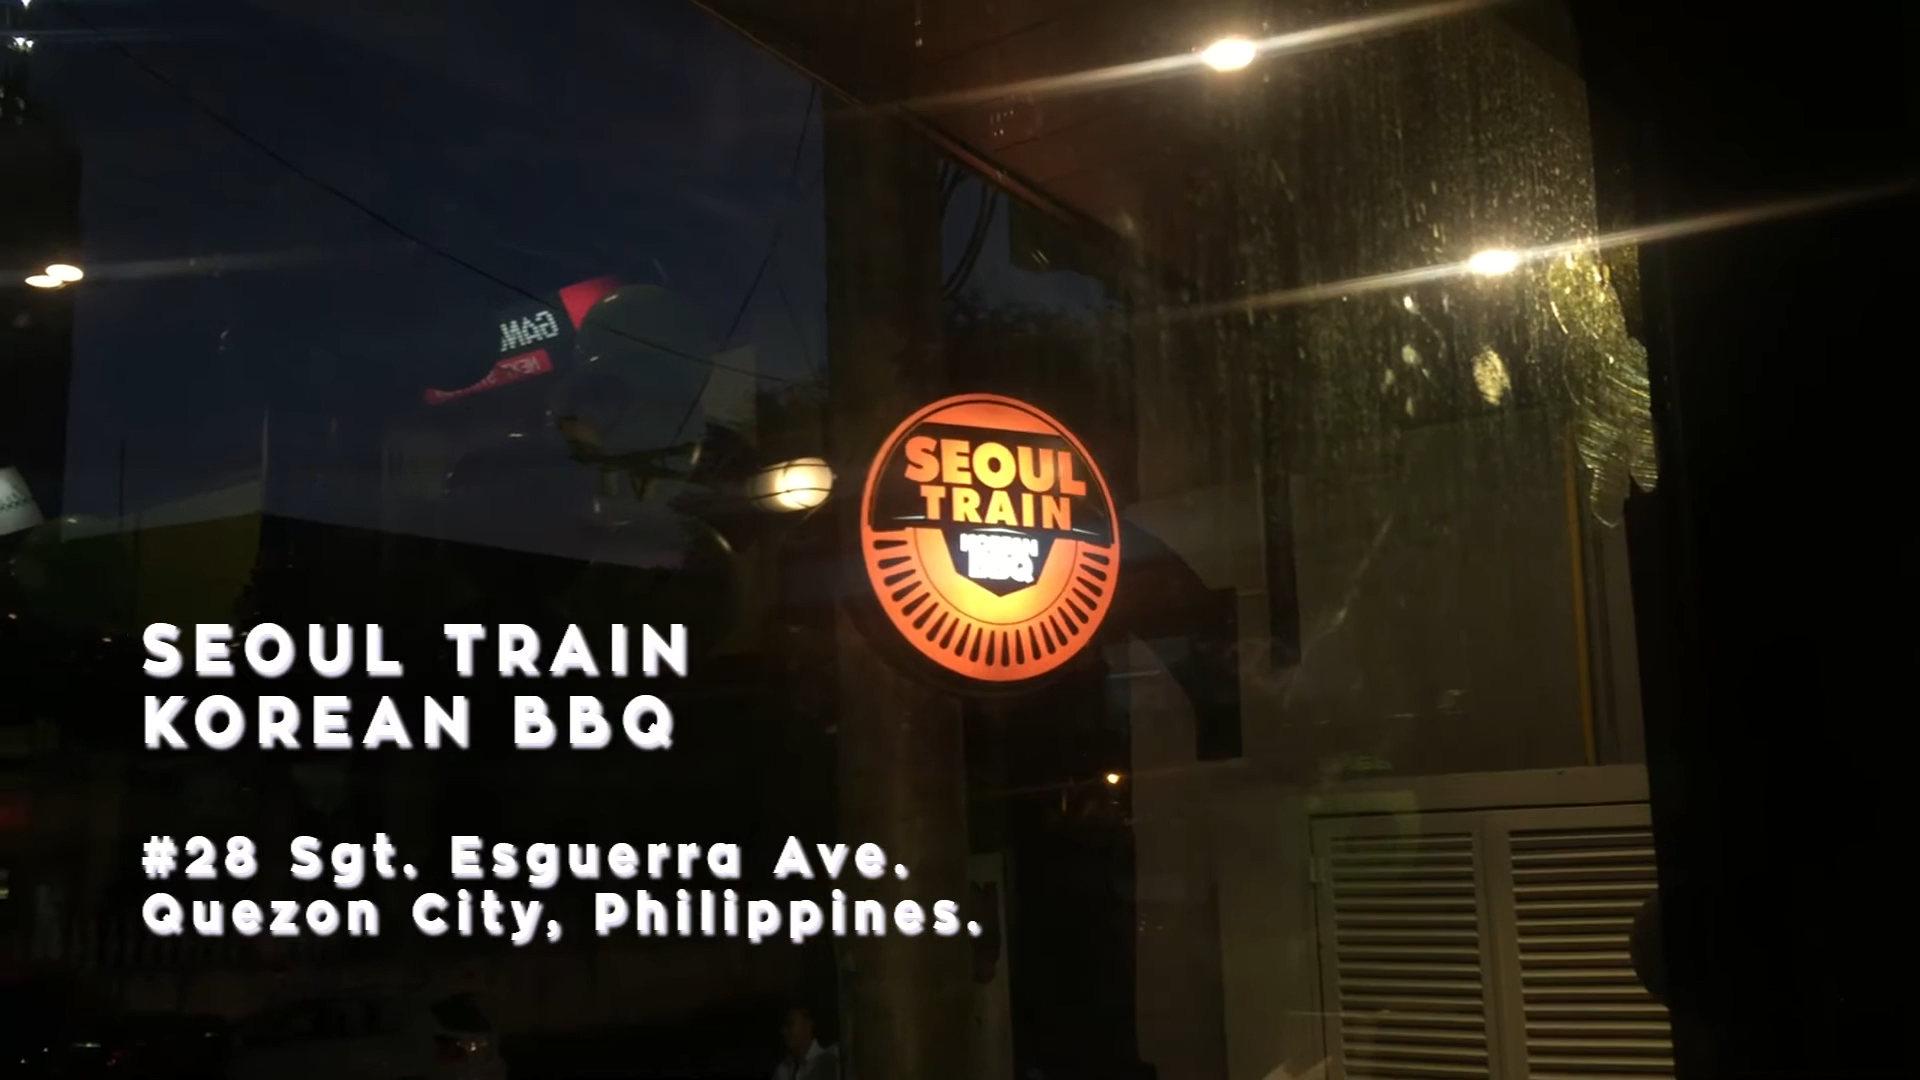 SEOUL
TRAIN
KOREAN
BBQ
SEOUL TRAIN
KOREAN BBQ
#28 Sgt. Esguerra Ave.
Quezon City, Philippines.